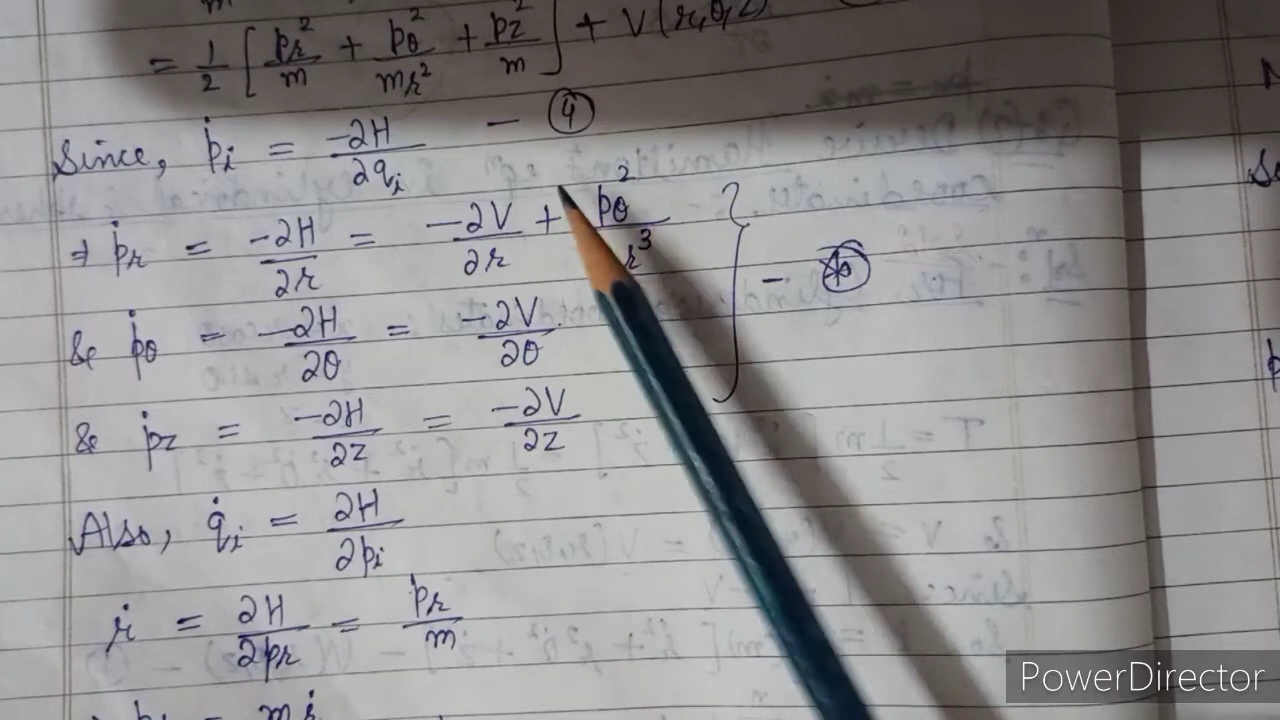 = 1/2 [ pr²/m + pθ²/mr² + pz²/m ] + V(r,θ,z)
Since, ṗi = -∂H/∂qi - ④
⇒ ṗr = -∂H/∂r = -∂V/∂r + pθ²/r³
& ṗθ = -∂H/∂θ = -∂V/∂θ
& ṗz = -∂H/∂z = -∂V/∂z
Also, q̇i = ∂H/∂pi
ṙ = ∂H/∂pr = pr/m
mṙ
PowerDirector